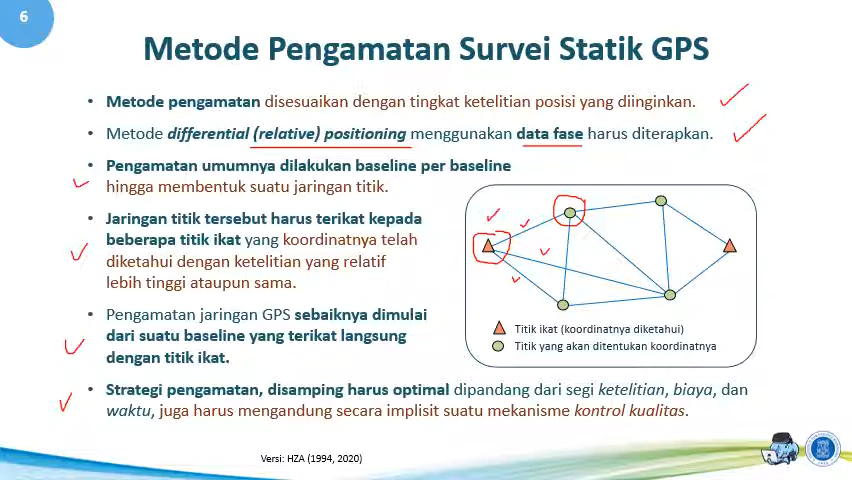 6
Metode Pengamatan Survei Statik GPS
• Metode pengamatan disesuaikan dengan tingkat ketelitian posisi yang diinginkan.
• Metode differential (relative) positioning menggunakan data fase harus diterapkan.
• Pengamatan umumnya dilakukan baseline per baseline
hingga membentuk suatu jaringan titik.
• Jaringan titik tersebut harus terikat kepada
beberapa titik ikat yang koordinatnya telah
diketahui dengan ketelitian yang relatif
lebih tinggi ataupun sama.
• Pengamatan jaringan GPS sebaiknya dimulai
dari suatu baseline yang terikat langsung
dengan titik ikat.
Titik ikat (koordinatnya diketahui)
Titik yang akan ditentukan koordinatnya
• Strategi pengamatan, disamping harus optimal dipandang dari segi ketelitian, biaya, dan
waktu, juga harus mengandung secara implisit suatu mekanisme kontrol kualitas.
Versi: HZA (1994, 2020)